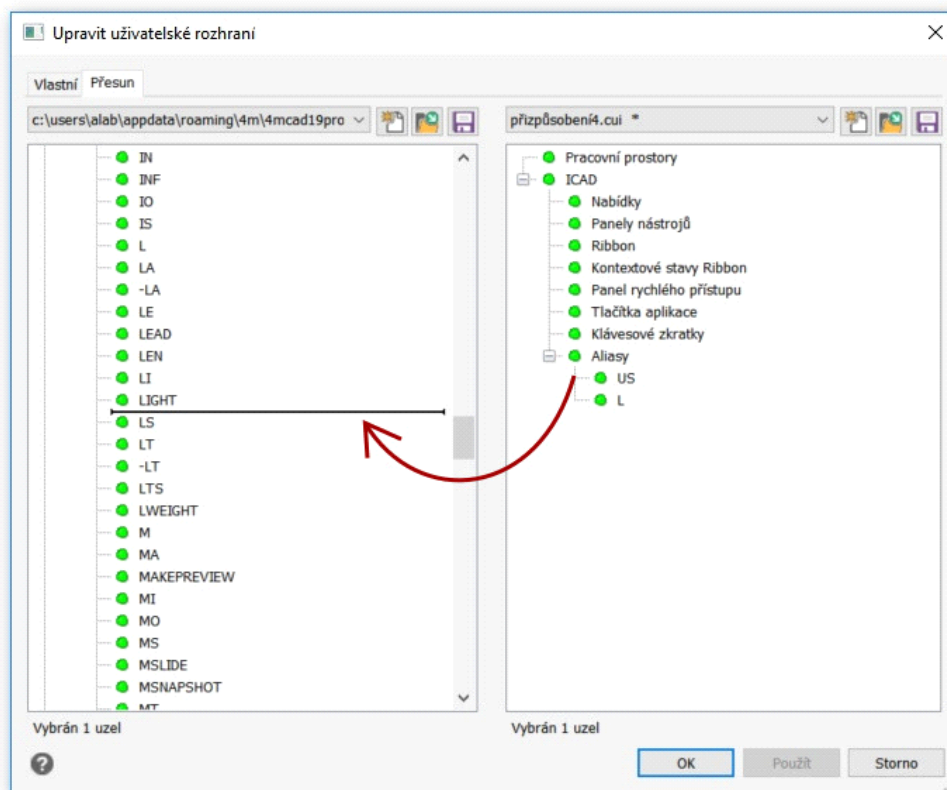 Upravit uživatelské rozhraní
Vlastní Přesun
c:\users\alab\appdata\roaming\4m\4mcad19pro
IN
INF
IO
IS
L
LA
-LA
LE
LEAD
LEN
LI
LIGHT
LS
LT
-LT
LTS
LWEIGHT
M
MA
MAKEPREVIEW
MI
MO
MS
MSLIDE
MSNAPSHOT
MT
Vybrán 1 uzel
přizpůsobení4.cui *
Pracovní prostory
ICAD
Nabídky
Panely nástrojů
Ribbon
Kontextové stavy Ribbon
Panel rychlého přístupu
Tlačítka aplikace
Klávesové zkratky
Aliasy
US
L
Vybrán 1 uzel
OK Použít Storno